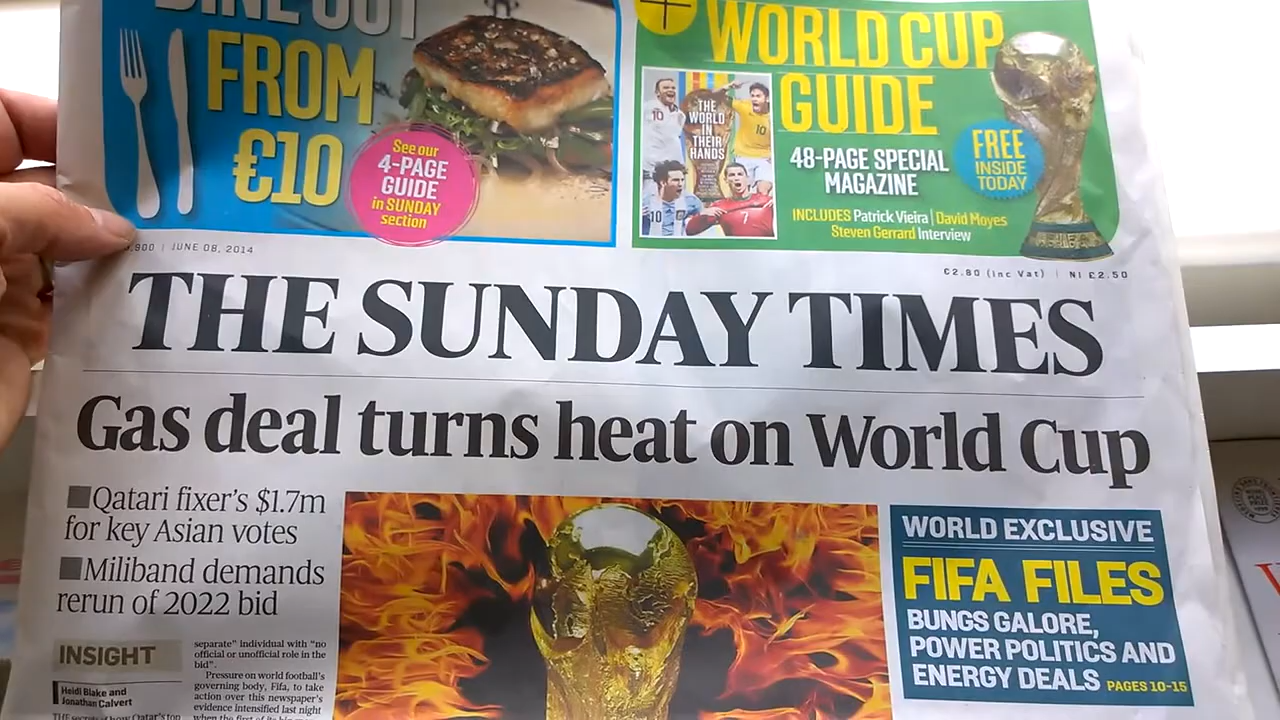 DINE OUT
FROM
€10
See our
4-PAGE
GUIDE
in SUNDAY
section
WORLD CUP
GUIDE
THE
WORLD
IN
THEIR
HANDS
10
10
10
7
48-PAGE SPECIAL
MAGAZINE
FREE
INSIDE
TODAY
INCLUDES Patrick Vieira | David Moyes
Steven Gerrard Interview
JUNE 08, 2014
€2.80 (Inc Vat) | NI £2.50
THE SUNDAY TIMES
Gas deal turns heat on World Cup
Qatari fixer's $1.7m
for key Asian votes
Miliband demands
rerun of 2022 bid
INSIGHT
Heidi Blake and
Jonathan Calvert
separate" individual with "no
official or unofficial role in the
bid".
Pressure on world football's
governing body, Fifa, to take
action over this newspaper's
evidence intensified last night
WORLD EXCLUSIVE
FIFA FILES
BUNGS GALORE,
POWER POLITICS AND
ENERGY DEALS PAGES 10-15